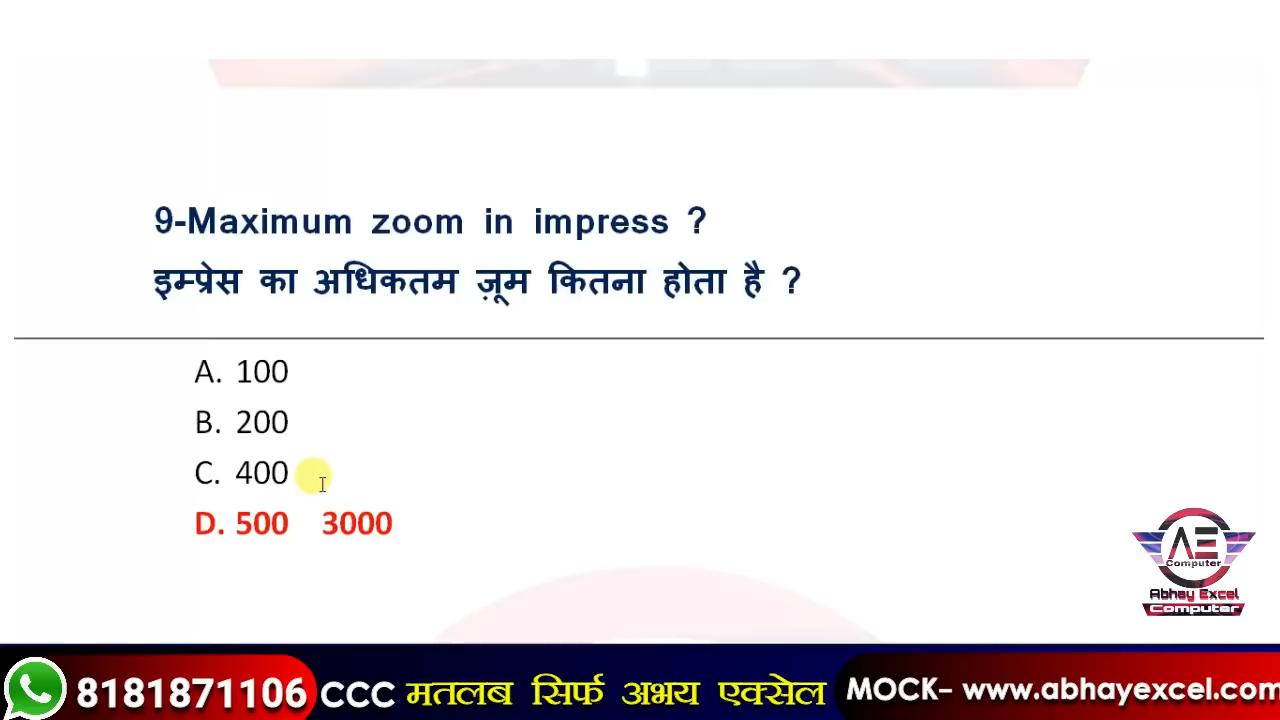 9-Maximum zoom in impress ?
इम्प्रेस का अधिकतम ज़ूम कितना होता है ?
A. 100
B. 200
C. 400
D. 500 3000
AE
Computer
Abhay Excel
Computer
8181871106 CCC मतलब सिर्फ अभय एक्सेल MOCK- www.abhayexcel.com